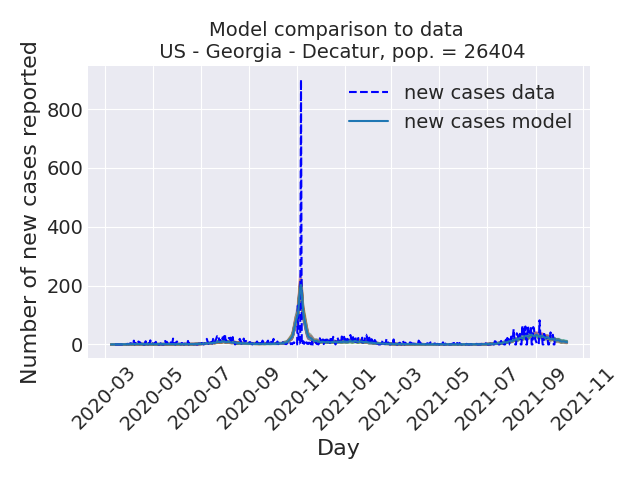 Model comparison to data
US - Georgia - Decatur, pop. = 26404
Number of new cases reported
800
600
400
200
0
new cases data
new cases model
2020-03
2020-05
2020-07
2020-09
2020-11
2021-01
2021-03
2021-05
2021-07
2021-09
2021-11
Day